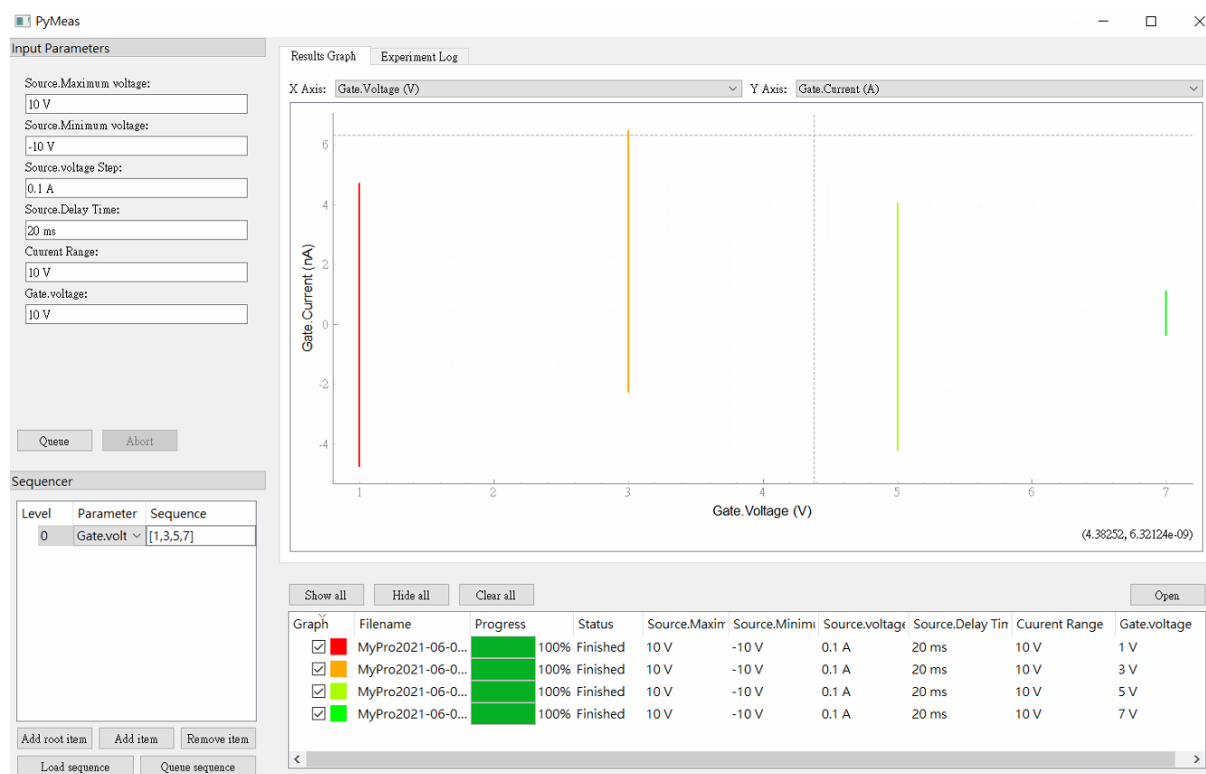 PyMeas
Input Parameters
Source.Maximum voltage:
10 V
Source.Minimum voltage:
-10 V
Source.voltage Step:
0.1 A
Source.Delay Time:
20 ms
Cuurent Range:
10 V
Gate.voltage:
10 V
Queue Abort
Sequencer
Level Parameter Sequence
0 Gate.volt [1,3,5,7]
Add root item Add item Remove item
Load sequence Queue sequence
Results Graph Experiment Log
X Axis: Gate.Voltage (V) Y Axis: Gate.Current (A)
Gate.Current (nA)
6
4
2
0
-2
-4
1 2 3 4 5 6 7
Gate.Voltage (V)
(4.38252, 6.32124e-09)
Show all Hide all Clear all Open
Graph Filename Progress Status Source.Maxim Source.Minimu Source.voltage Source.Delay Tin Cuurent Range Gate.voltage
MyPro2021-06-0... 100% Finished 10 V -10 V 0.1 A 20 ms 10 V 1 V
MyPro2021-06-0... 100% Finished 10 V -10 V 0.1 A 20 ms 10 V 3 V
MyPro2021-06-0... 100% Finished 10 V -10 V 0.1 A 20 ms 10 V 5 V
MyPro2021-06-0... 100% Finished 10 V -10 V 0.1 A 20 ms 10 V 7 V